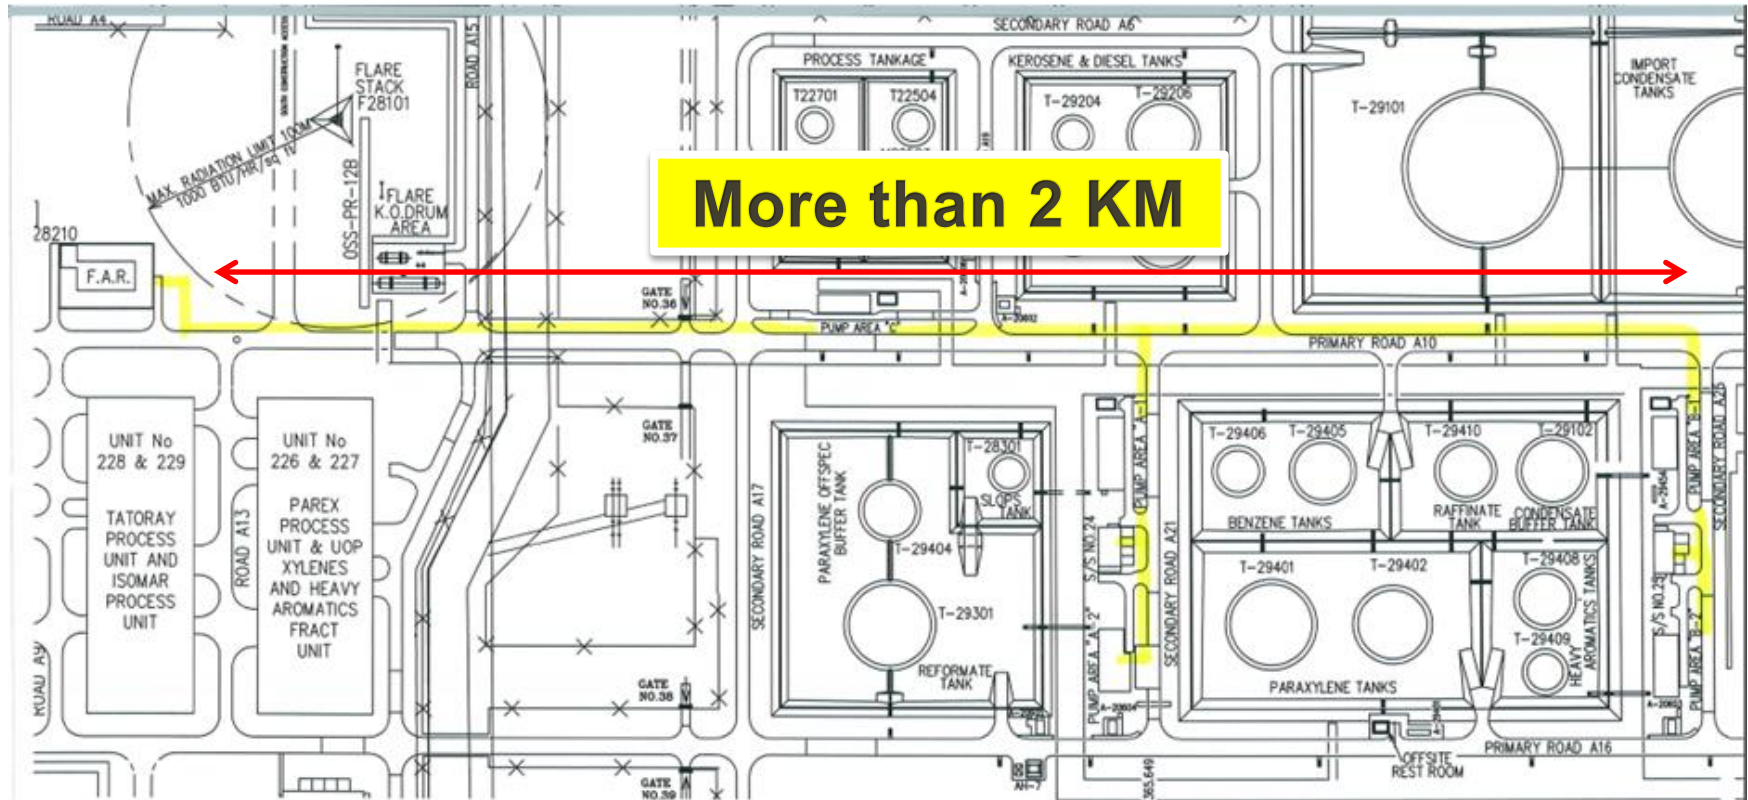 ROAD A4
ROAD A15
SECONDARY ROAD A6
FLARE
STACK
F28101
MAX. RADIATION LIMIT 100M
1000 BTU/HR/sq ft
OSS-PR-12B
FLARE
K.O.DRUM
AREA
28210
F.A.R.
PROCESS TANKAGE
T22701
T22504
KEROSENE & DIESEL TANKS
T-29204
T-29206
T-29101
IMPORT
CONDENSATE
TANKS
More than 2 KM
GATE
NO.36
PUMP AREA "C"
A-20602
PRIMARY ROAD A10
UNIT No
228 & 229
TATORAY
PROCESS
UNIT AND
ISOMAR
PROCESS
UNIT
ROAD A13
UNIT No
226 & 227
PAREX
PROCESS
UNIT & UOP
XYLENES
AND HEAVY
AROMATICS
FRACT
UNIT
ROAD A9
GATE
NO.37
SECONDARY ROAD A17
PARAXYLENE OFFSPEC
BUFFER TANK
T-28301
SLOPS
TANK
T-29404
T-29301
REFORMATE
TANK
PUMP AREA "A-1"
S/S NO.24
PUMP AREA "A-2"
A-20604
SECONDARY ROAD A21
T-29406
T-29405
BENZENE TANKS
T-29410
T-29102
RAFFINATE
TANK
CONDENSATE
BUFFER TANK
T-29401
T-29402
PARAXYLENE TANKS
T-29408
T-29409
HEAVY
AROMATICS TANKS
PUMP AREA "B-1"
SECONDARY ROAD A25
S/S NO.25
PUMP AREA "B-2"
GATE
NO.38
OFFSITE
REST ROOM
PRIMARY ROAD A16
GATE
NO.39
AH-7
365.649